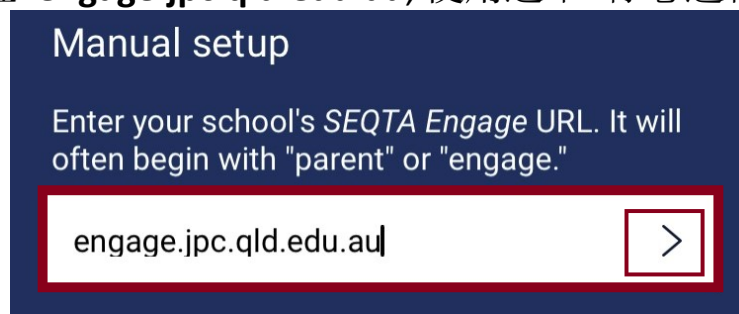 Manual setup
Enter your school's SEQTA Engage URL. It will
often begin with "parent" or "engage."
engage.jpc.qld.edu.au